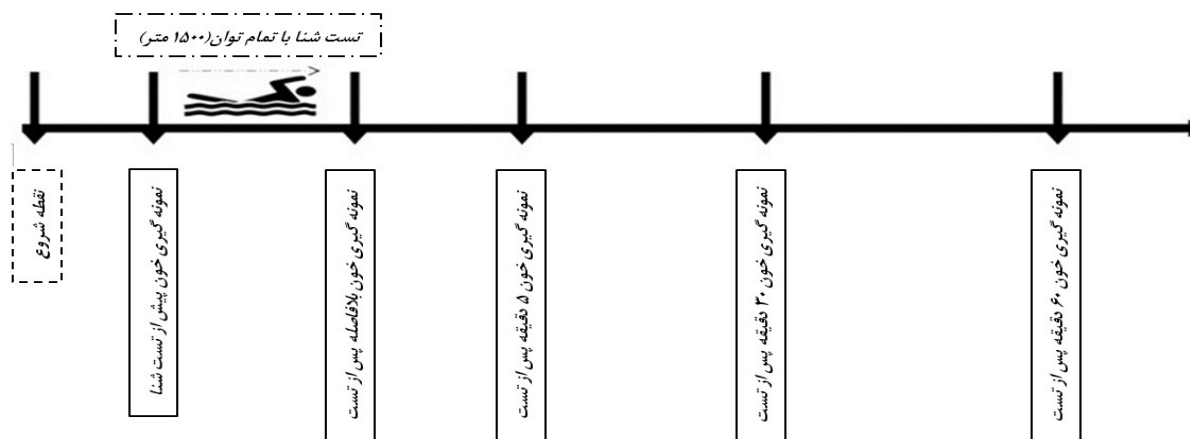 تست شنا با تمام توان(۱۵۰۰ متر)
نقطه شروع
نمونه گیری خون پیش از تست شنا
نمونه گیری خون بلافاصله پس از تست
نمونه گیری خون ۵ دقیقه پس از تست
نمونه گیری خون ۳۰ دقیقه پس از تست
نمونه گیری خون ۶۰ دقیقه پس از تست